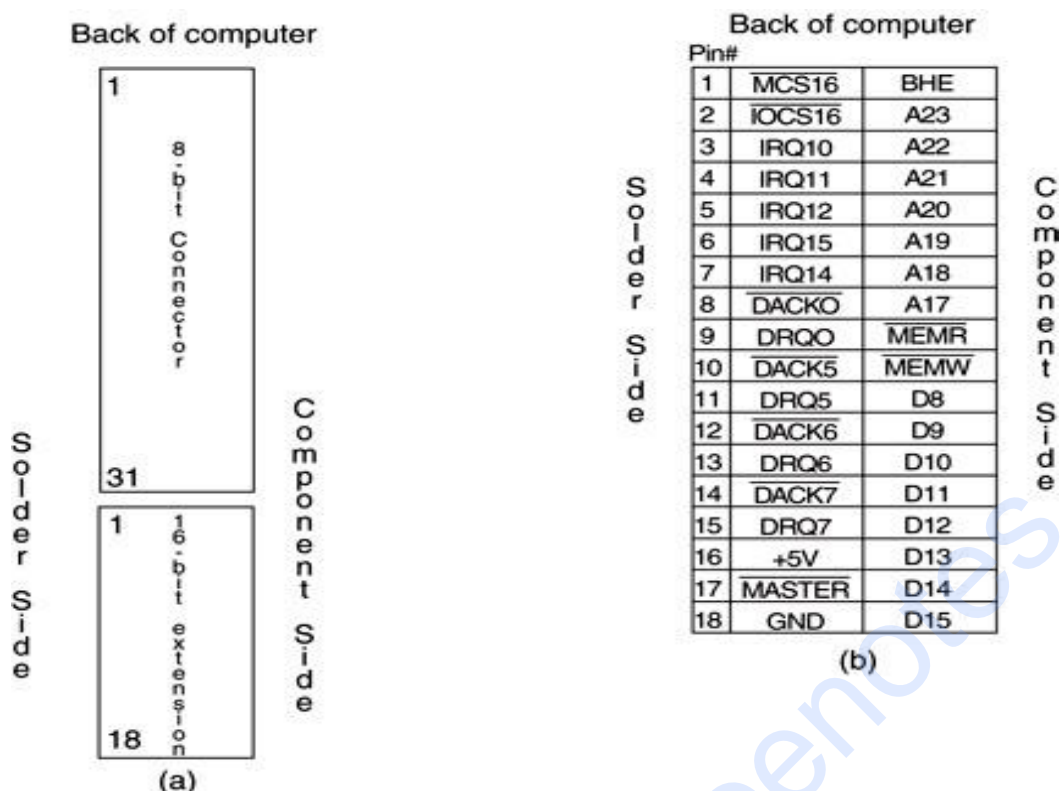 Back of computer
1
8-bit Connector
31
1
16-bit extension
18
Solder Side
Component Side
(a)
Back of computer
Pin#
1 MCS16 BHE
2 IOCS16 A23
3 IRQ10 A22
4 IRQ11 A21
5 IRQ12 A20
6 IRQ15 A19
7 IRQ14 A18
8 DACKO A17
9 DRQO MEMR
10 DACK5 MEMW
11 DRQ5 D8
12 DACK6 D9
13 DRQ6 D10
14 DACK7 D11
15 DRQ7 D12
16 +5V D13
17 MASTER D14
18 GND D15
Solder Side
Component Side
(b)
enotes